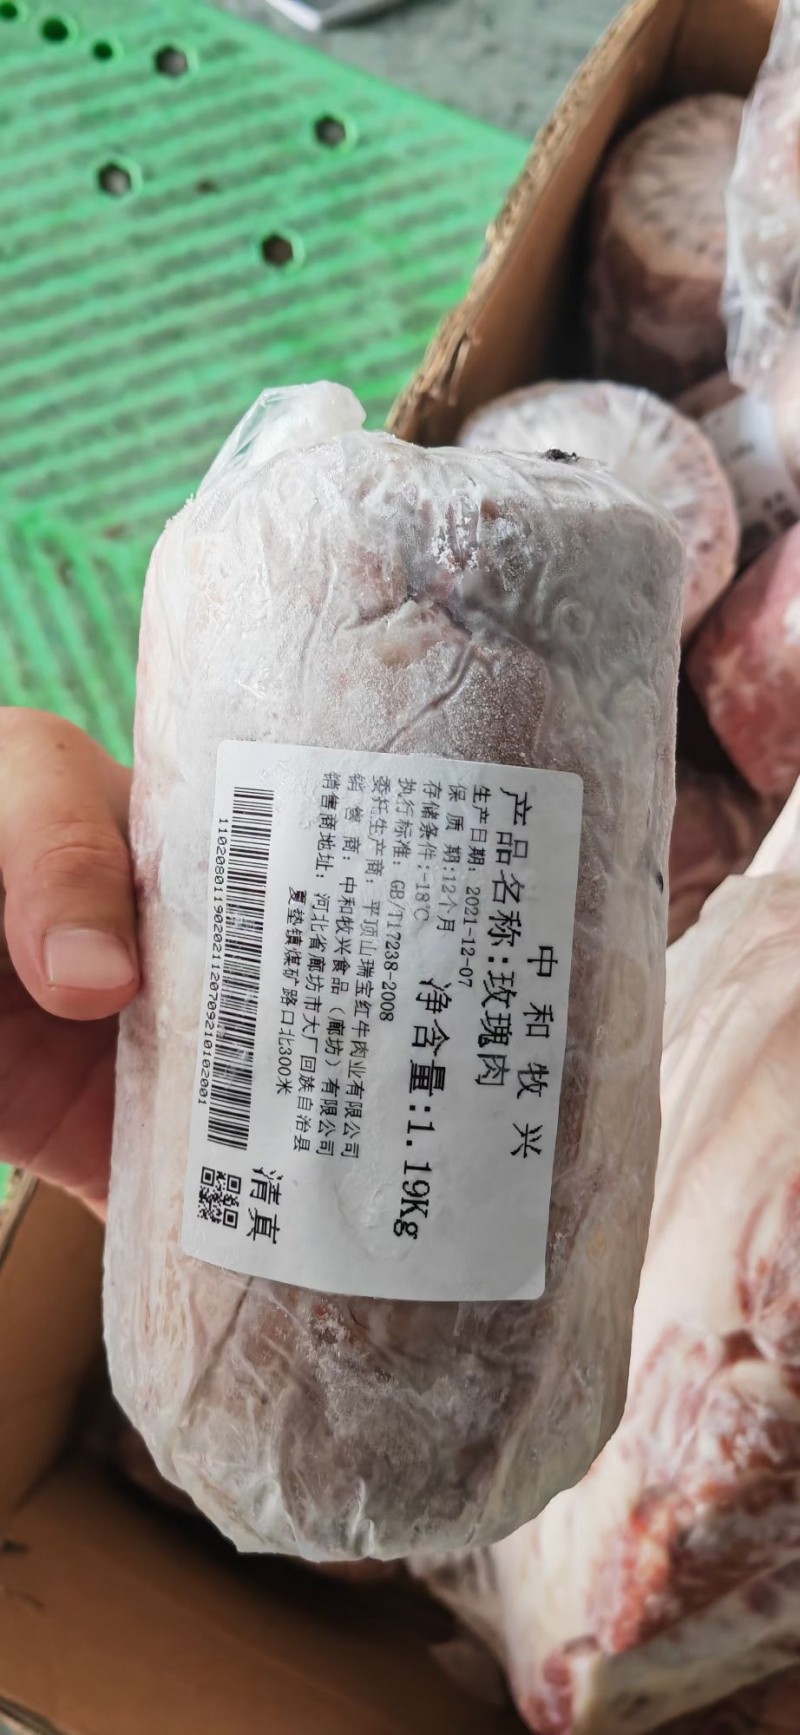 中和牧兴
产品名称:玫瑰肉
生产日期: 2021-12-07
保 质 期:12个月
存储条件:-18℃
净含量:1.19Kg
执行标准: GB/T17238-2008
委托生产商: 平顶山瑞宝红牛肉业有限公司
销 售 商: 中和牧兴食品（廊坊）有限公司
销售商地址: 河北省廊坊市大厂回族自治县
夏垫镇煤矿路口北300米
清真